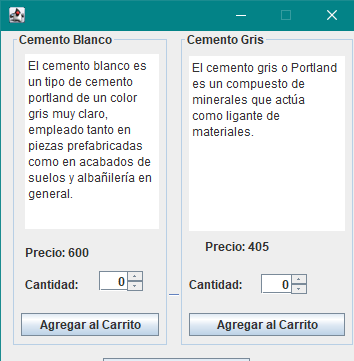 Cemento Blanco
El cemento blanco es
un tipo de cemento
portland de un color
gris muy claro,
empleado tanto en
piezas prefabricadas
como en acabados de
suelos y albañilería en
general.
Precio: 600
Cantidad: 0
Agregar al Carrito
Cemento Gris
El cemento gris o Portland
es un compuesto de
minerales que actúa
como ligante de
materiales.
Precio: 405
Cantidad: 0
Agregar al Carrito